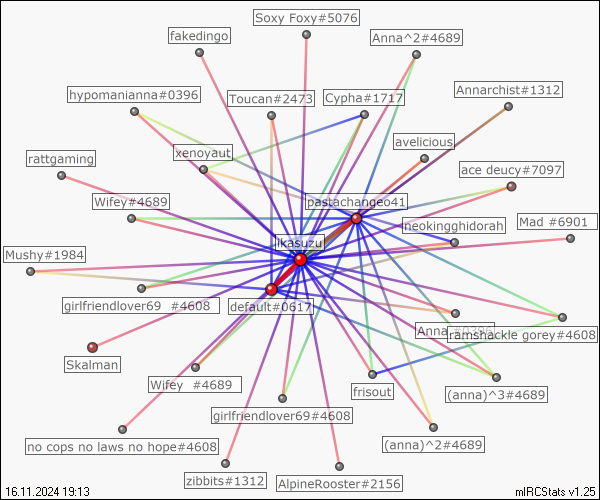 Soxy Foxy#5076
fakedingo
Anna^2#4689
hypomanianna#0396
Toucan#2473
Cypha#1717
Annarchist#1312
avelicious
xenoyaut
rattgaming
ace deucy#7097
Wifey#4689
pastachangeo41
neokingghidorah
Mad #6901
ikasuzu
Mushy#1984
girlfriendlover69 #4608
default#0617
Anna #0396
ramshackle gorey#4608
Skalman
Wifey #4689
frisout
(anna)^3#4689
girlfriendlover69#4608
no cops no laws no hope#4608
(anna)^2#4689
zibbits#1312
AlpineRooster#2156
16.11.2024 19:13
mIRCStats v1.25